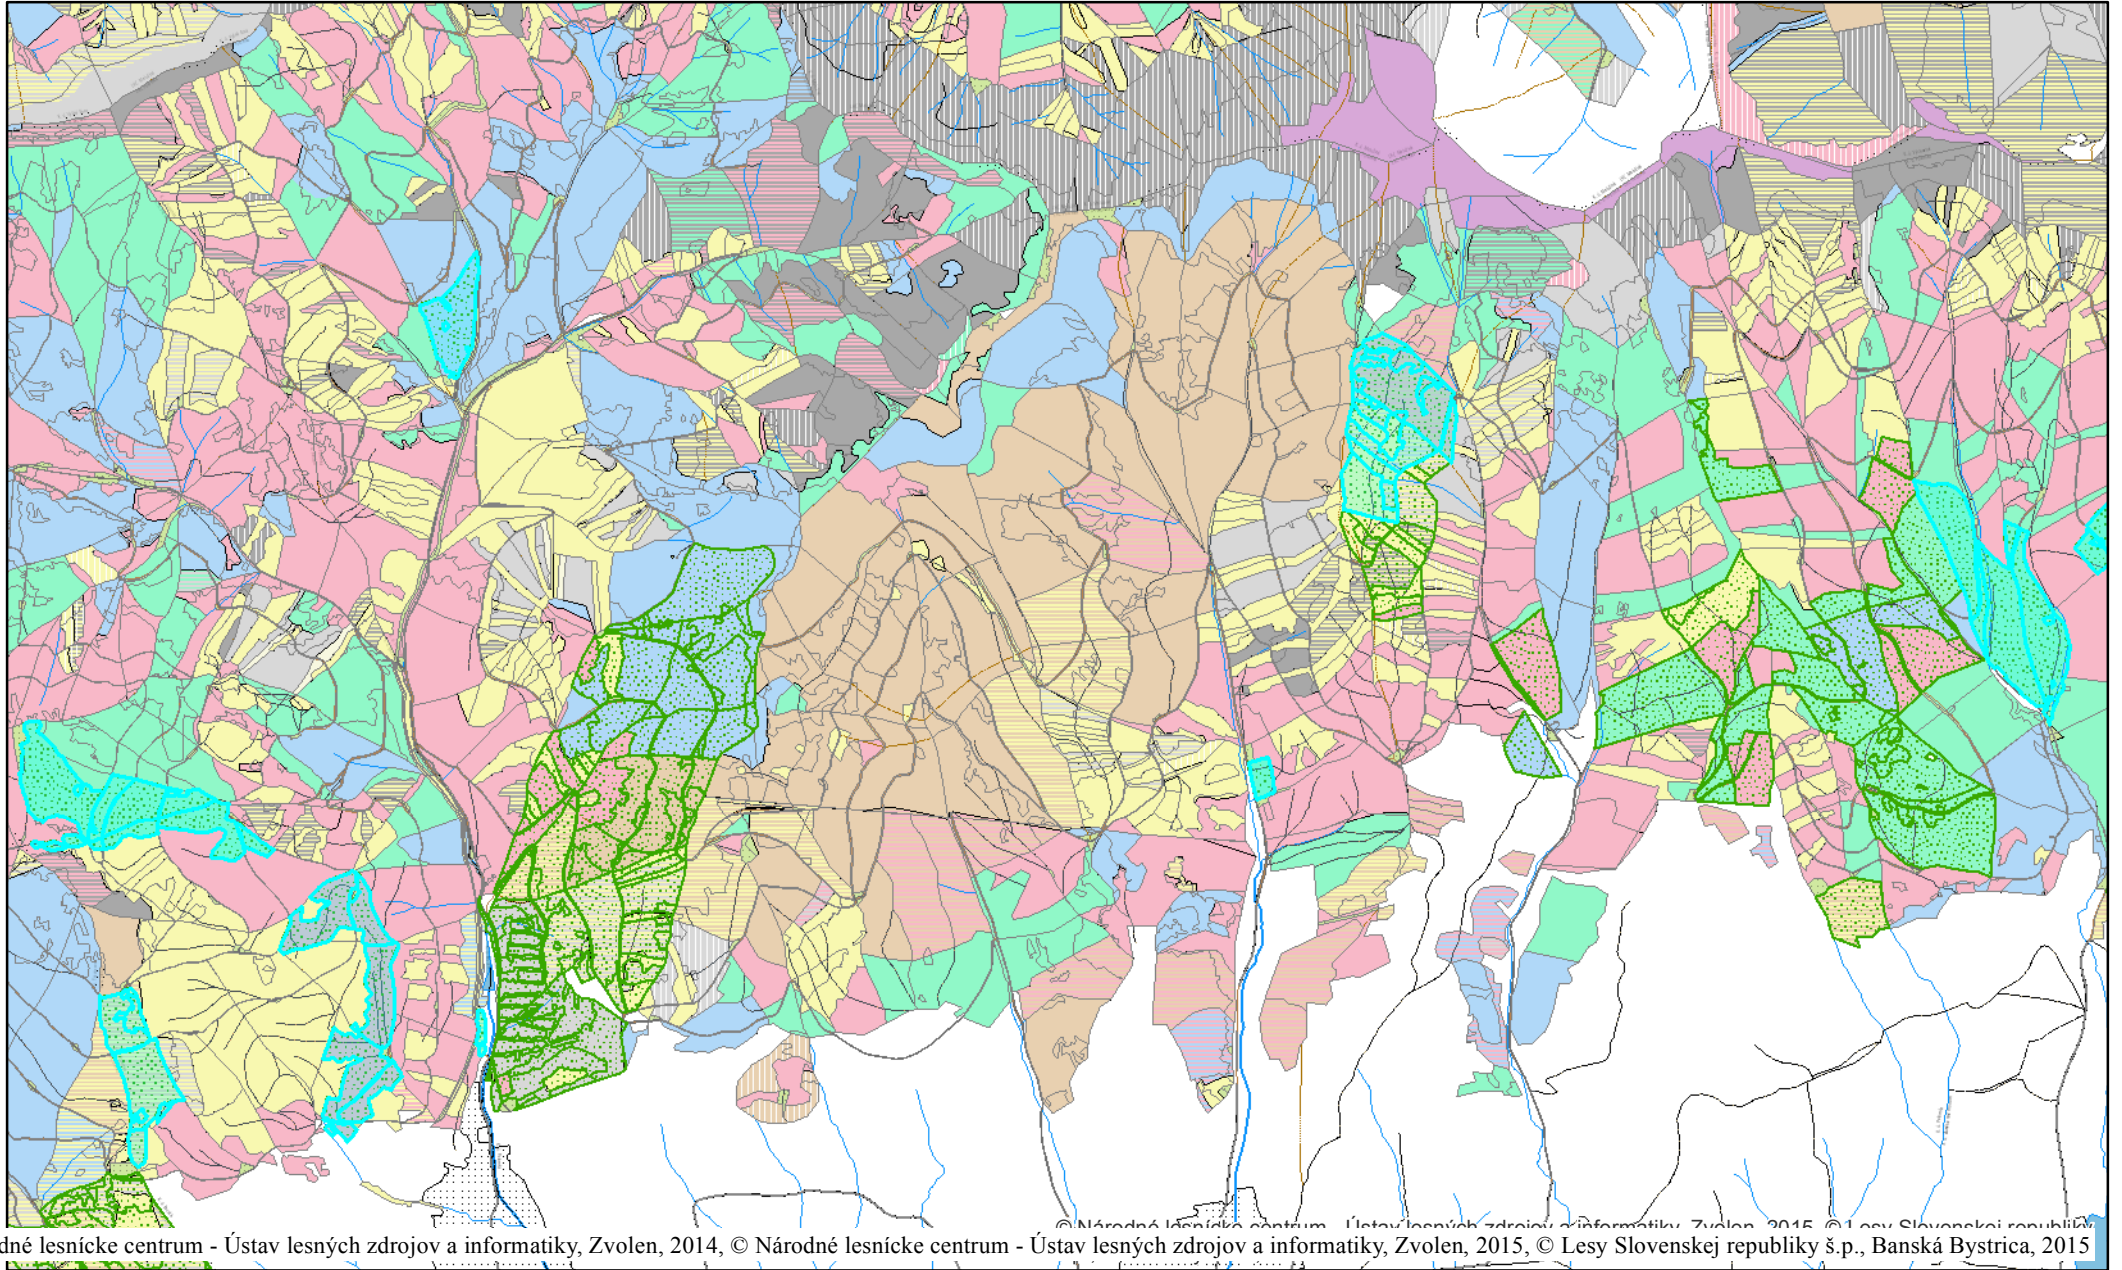 © Národné lesnícke centrum - Ústav lesných zdrojov a informatiky, Zvolen, 2015, © Lesy Slovenskej republiky
dné lesnícke centrum - Ústav lesných zdrojov a informatiky, Zvolen, 2014, © Národné lesnícke centrum - Ústav lesných zdrojov a informatiky, Zvolen, 2015, © Lesy Slovenskej republiky š.p., Banská Bystrica, 2015